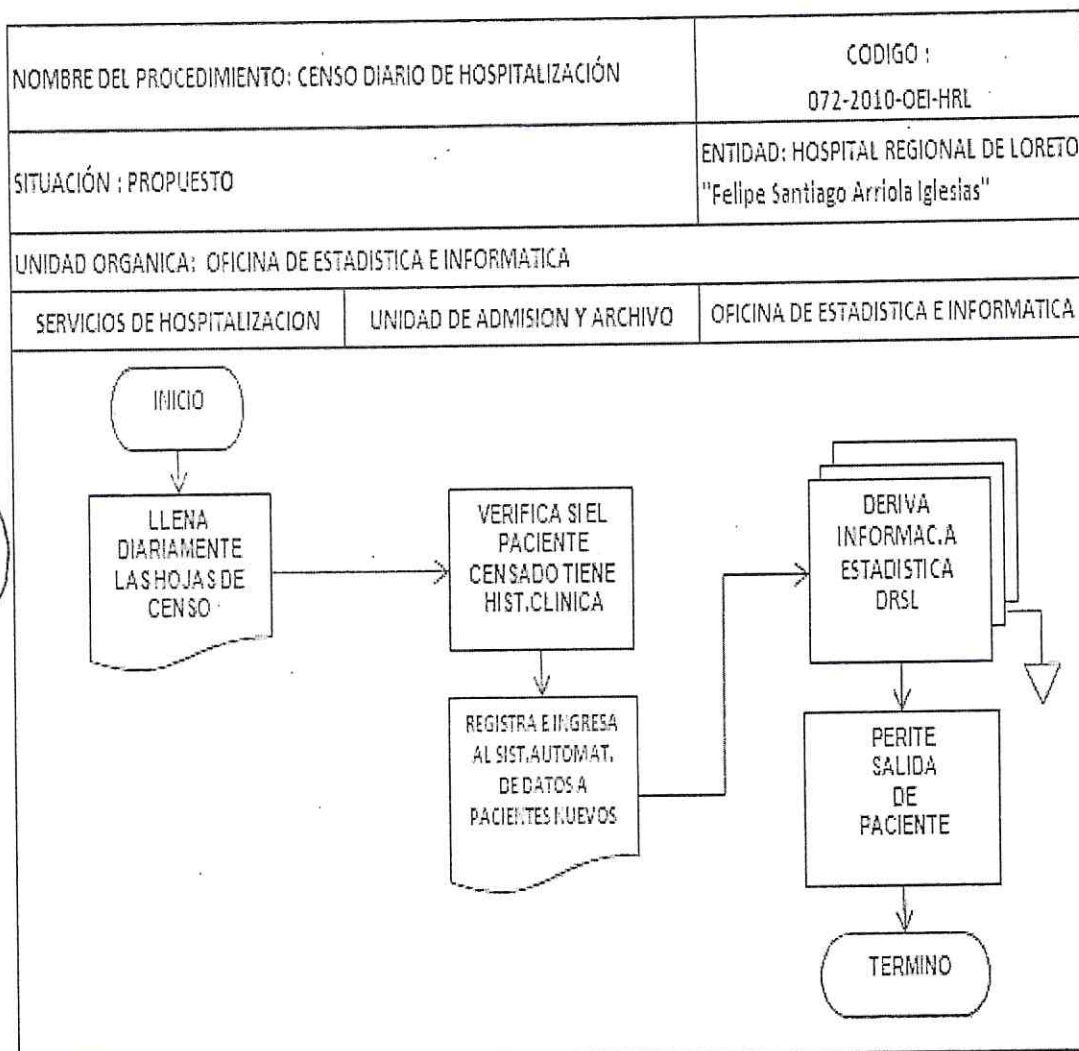 NOMBRE DEL PROCEDIMIENTO: CENSO DIARIO DE HOSPITALIZACIÓN
CODIGO :
072-2010-OEI-HRL
SITUACIÓN : PROPUESTO
ENTIDAD: HOSPITAL REGIONAL DE LORETO
"Felipe Santiago Arriola Iglesias"
UNIDAD ORGANICA: OFICINA DE ESTADISTICA E INFORMATICA
SERVICIOS DE HOSPITALIZACION
UNIDAD DE ADMISION Y ARCHIVO
OFICINA DE ESTADISTICA E INFORMATICA
INICIO
LLENA
DIARIAMENTE
LAS HOJAS DE
CENSO
VERIFICA SI EL
PACIENTE
CENSADO TIENE
HIST.CLINICA
REGISTRA E INGRESA
AL SIST.AUTOMAT.
DE DATOS A
PACIENTES NUEVOS
DERIVA
INFORMAC.A
ESTADISTICA
DRSL
PERITE
SALIDA
DE
PACIENTE
TERMINO